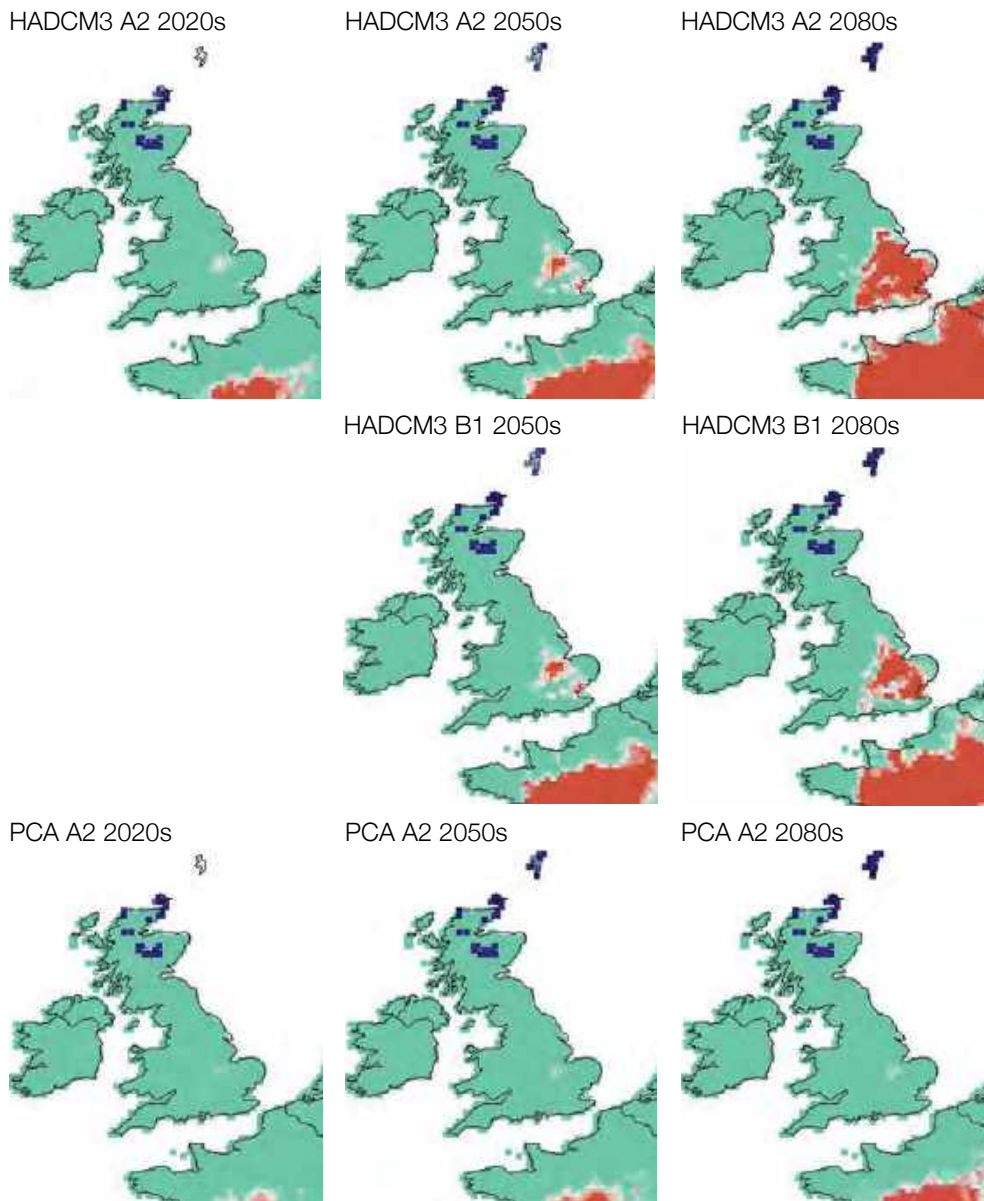 HADCM3 A2 2020s
HADCM3 A2 2050s
HADCM3 A2 2080s
HADCM3 B1 2050s
HADCM3 B1 2080s
PCA A2 2020s
PCA A2 2050s
PCA A2 2080s